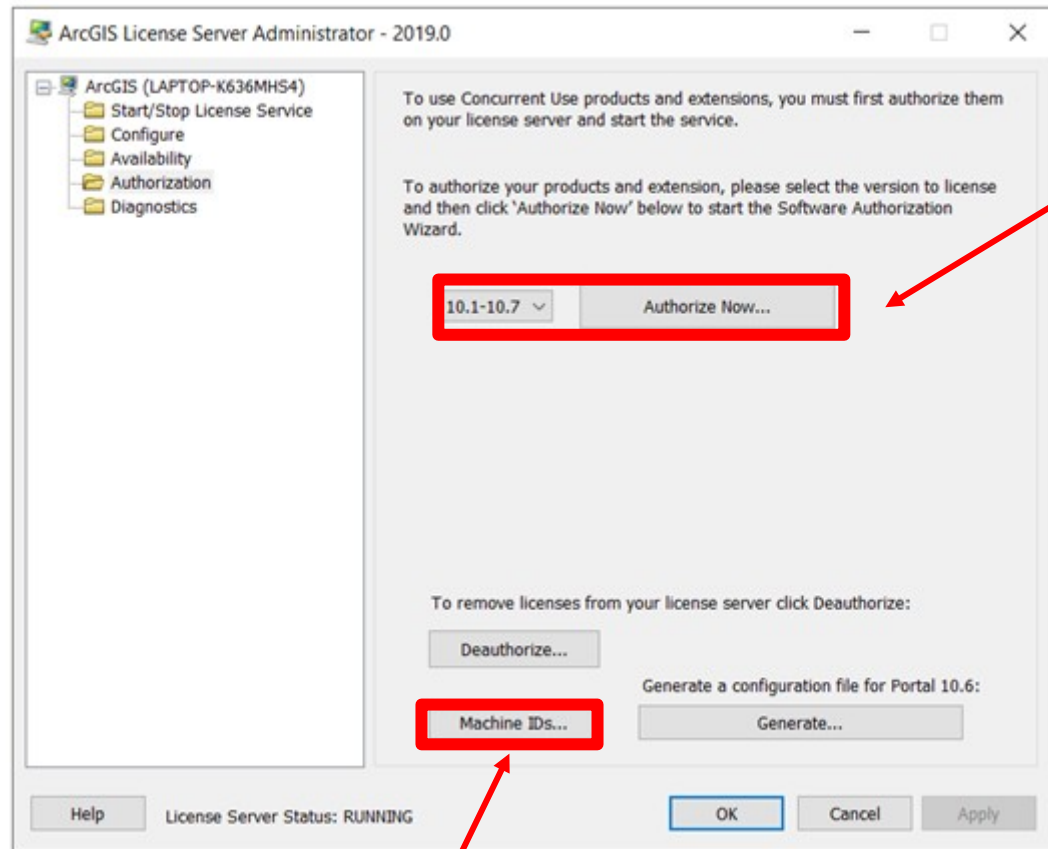 ArcGIS License Server Administrator - 2019.0
ArcGIS (LAPTOP-K636MHS4)
Start/Stop License Service
Configure
Availability
Authorization
Diagnostics
To use Concurrent Use products and extensions, you must first authorize them
on your license server and start the service.
To authorize your products and extension, please select the version to license
and then click 'Authorize Now' below to start the Software Authorization
Wizard.
10.1-10.7 Authorize Now...
To remove licenses from your license server click Deauthorize:
Deauthorize...
Generate a configuration file for Portal 10.6:
Machine IDs... Generate...
Help License Server Status: RUNNING OK Cancel Apply